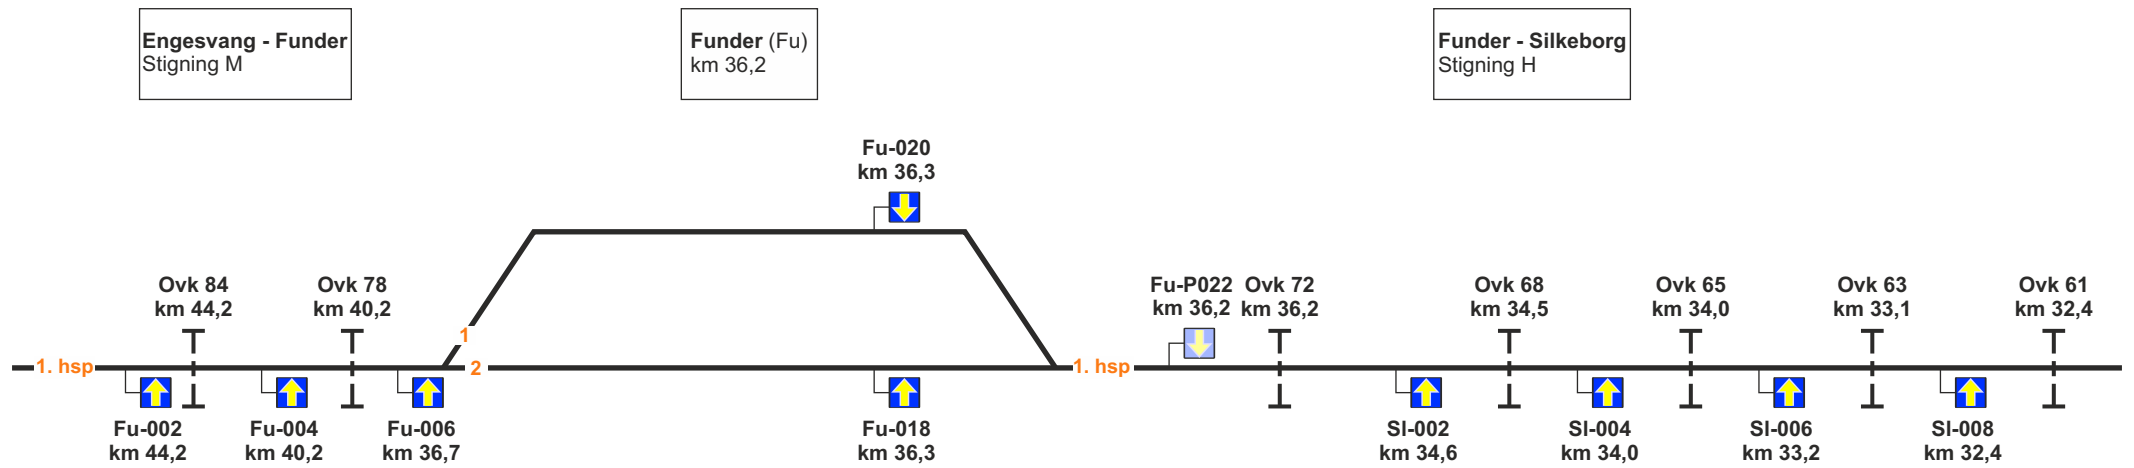 Engesvang - Funder
Stigning M
Funder (Fu)
km 36,2
Funder - Silkeborg
Stigning H
Fu-020
km 36,3
Ovk 84
km 44,2
Ovk 78
km 40,2
Fu-P022
km 36,2
Ovk 72
km 36,2
Ovk 68
km 34,5
Ovk 65
km 34,0
Ovk 63
km 33,1
Ovk 61
km 32,4
1
1. hsp
2
1. hsp
Fu-002
km 44,2
Fu-004
km 40,2
Fu-006
km 36,7
Fu-018
km 36,3
SI-002
km 34,6
SI-004
km 34,0
SI-006
km 33,2
SI-008
km 32,4